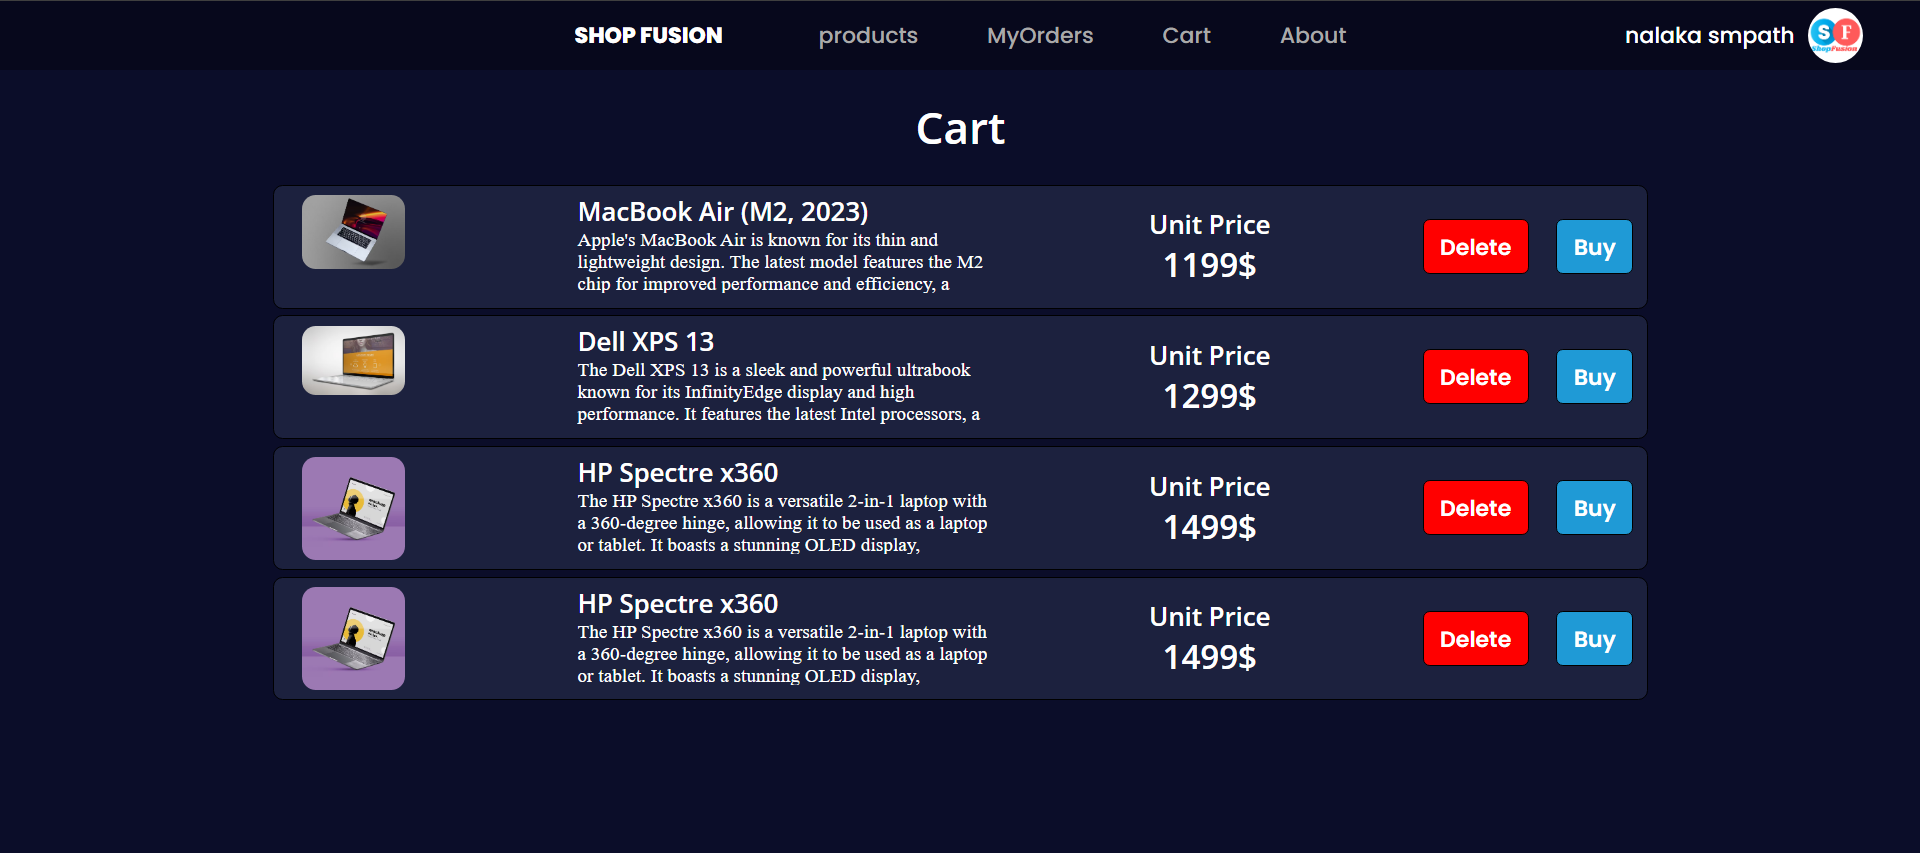 SHOP FUSION
products
MyOrders
Cart
About
nalaka smpath
S F
ShopFusion
Cart
MacBook Air (M2, 2023)
Apple's MacBook Air is known for its thin and
lightweight design. The latest model features the M2
chip for improved performance and efficiency, a
Unit Price
1199$
Delete
Buy
Dell XPS 13
The Dell XPS 13 is a sleek and powerful ultrabook
known for its InfinityEdge display and high
performance. It features the latest Intel processors, a
Unit Price
1299$
Delete
Buy
HP Spectre x360
The HP Spectre x360 is a versatile 2-in-1 laptop with
a 360-degree hinge, allowing it to be used as a laptop
or tablet. It boasts a stunning OLED display,
Unit Price
1499$
Delete
Buy
HP Spectre x360
The HP Spectre x360 is a versatile 2-in-1 laptop with
a 360-degree hinge, allowing it to be used as a laptop
or tablet. It boasts a stunning OLED display,
Unit Price
1499$
Delete
Buy